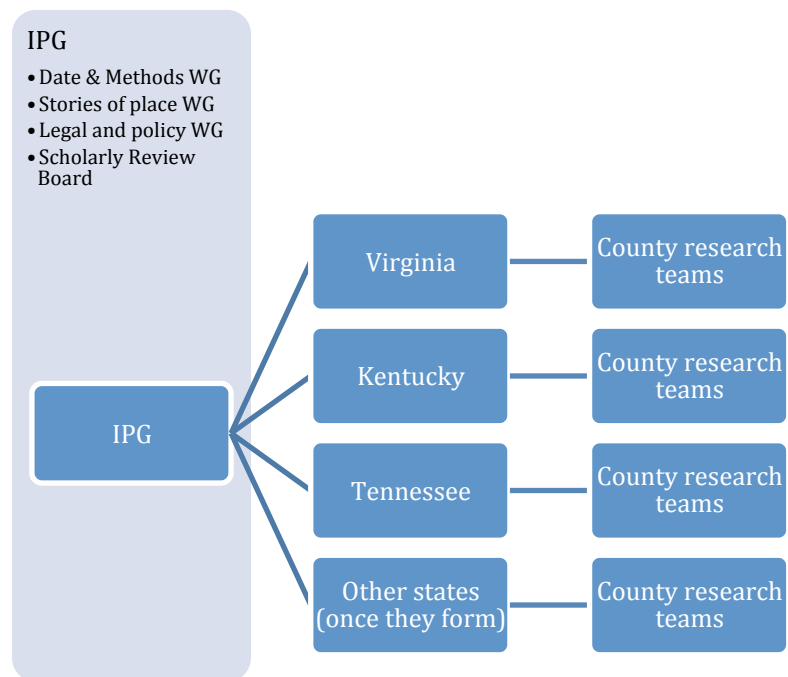 IPG
• Date & Methods WG
• Stories of place WG
• Legal and policy WG
• Scholarly Review
Board
IPG
Virginia
County research
teams
Kentucky
County research
teams
Tennessee
County research
teams
Other states
(once they form)
County research
teams